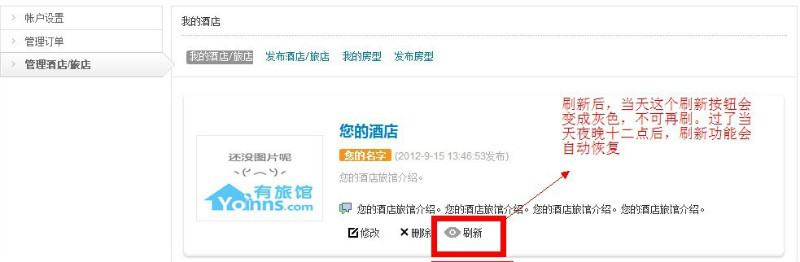 帐户设置
管理订单
管理酒店/旅店
我的酒店
我的酒店/旅店 发布酒店/旅店 我的房型 发布房型
刷新后，当天这个刷新按钮会
变成灰色，不可再刷。过了当
天夜晚十二点后，刷新功能会
自动恢复
您的酒店
您的名字 (2012-9-15 13:46:53发布)
您的酒店旅馆介绍。
还没图片呢
有旅馆
Yoinns.com
您的酒店旅馆介绍。您的酒店旅馆介绍。您的酒店旅馆介绍。您的酒店旅馆介绍。
修改 删除 刷新